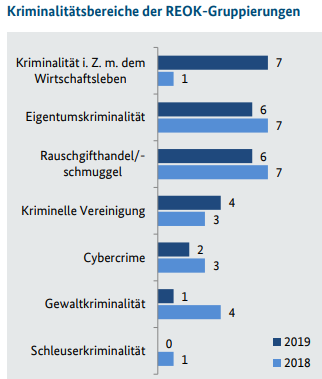 Kriminalitätsbereiche der REOK-Gruppierungen
Kriminalität i. Z. m. dem
Wirtschaftsleben
7
1
Eigentumskriminalität
6
7
Rauschgifthandel/-
schmuggel
6
7
Kriminelle Vereinigung
4
3
Cybercrime
2
3
Gewaltkriminalität
1
4
Schleuserkriminalität
0
1
2019
2018